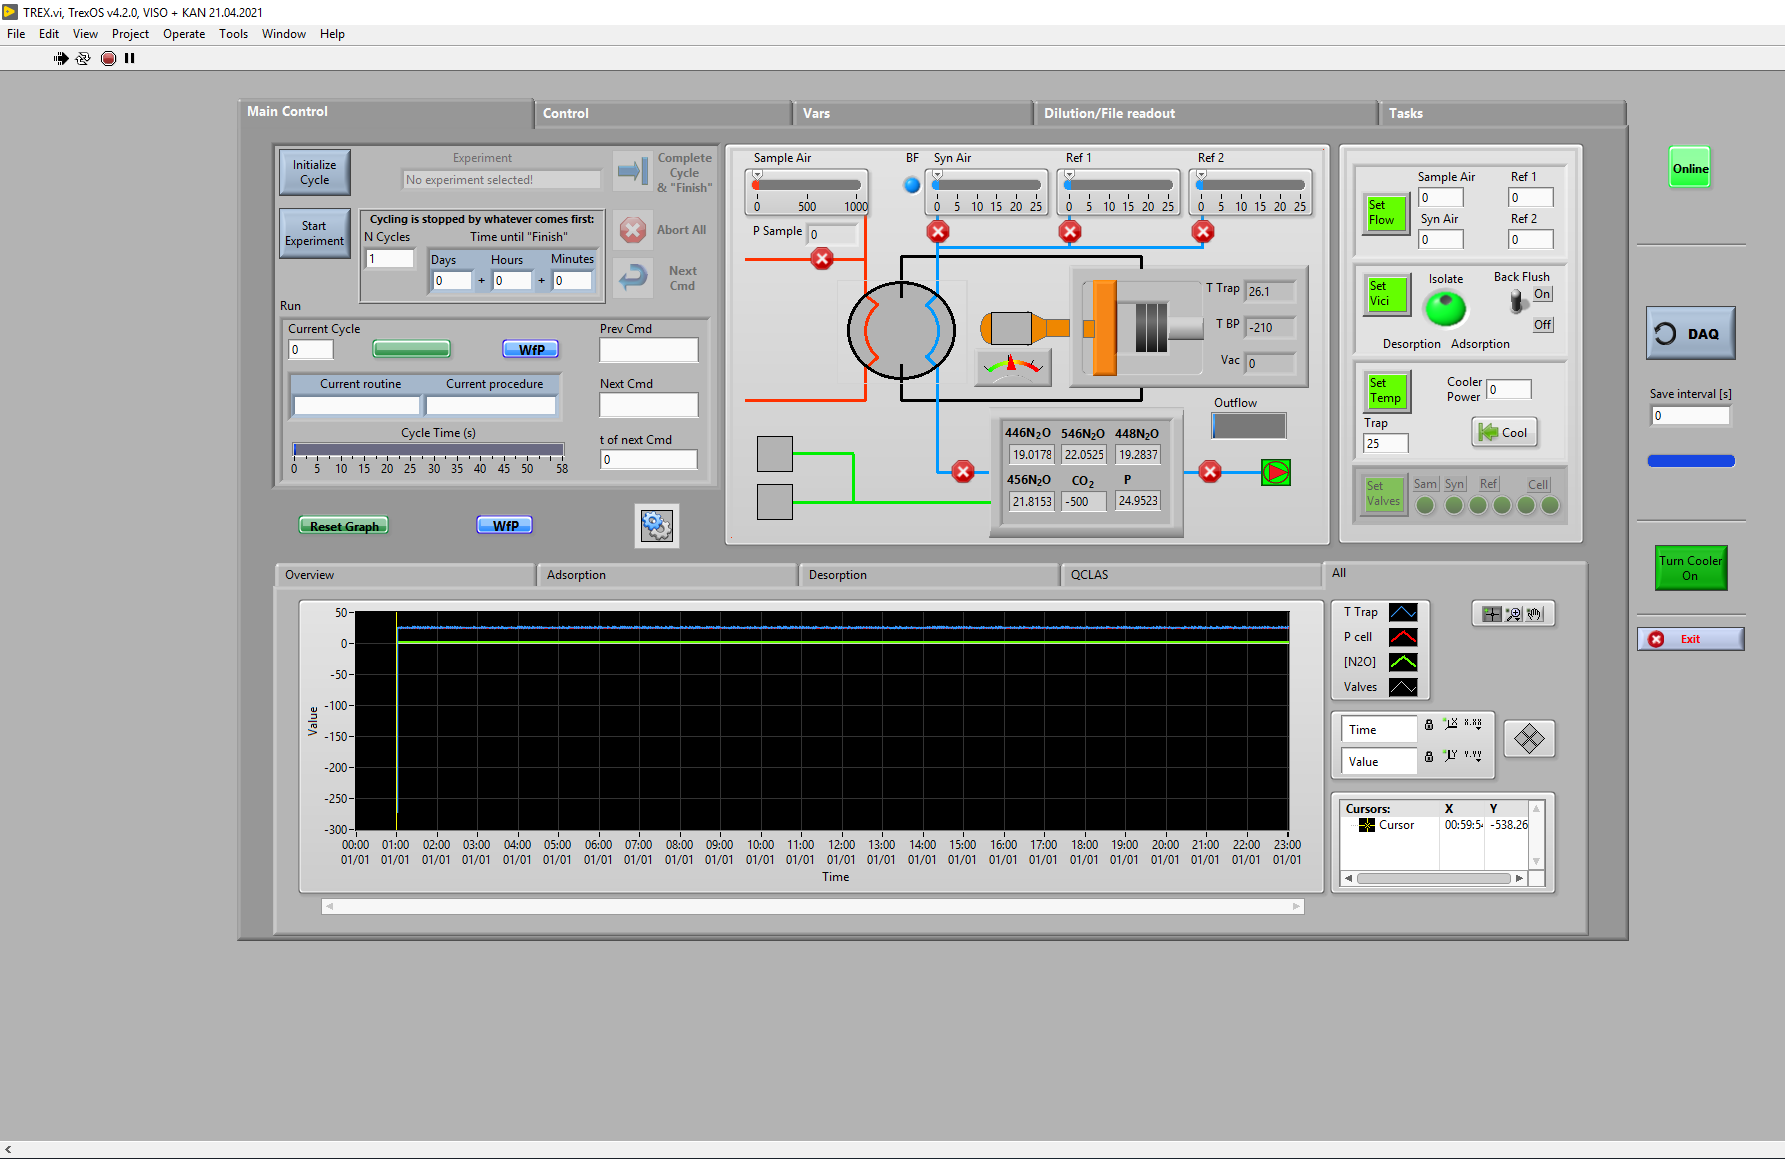 TREX.vi, TrexOS v4.2.0, VISO + KAN 21.04.2021
File Edit View Project Operate Tools Window Help
Main Control Control Vars Dilution/File readout Tasks
Initialize
Cycle
Experiment
No experiment selected!
Complete
Cycle
& "Finish"
Start
Experiment
Cycling is stopped by whatever comes first:
N Cycles Time until "Finish"
1
Days Hours Minutes
0 + 0 + 0
Abort All
Next
Cmd
Run
Current Cycle
0
WfP
Prev Cmd
Current routine Current procedure
Next Cmd
Cycle Time (s)
0 5 10 15 20 25 30 35 40 45 50 58
t of next Cmd
0
Reset Graph
WfP
Sample Air BF Syn Air Ref 1 Ref 2
0 500 1000
0 5 10 15 20 25
0 5 10 15 20 25
0 5 10 15 20 25
P Sample 0
T Trap 26.1
T BP -210
Vac 0
Outflow
446N2O 546N2O 448N2O
19.0178 22.0525 19.2837
456N2O CO2 P
21.8153 -500 24.9523
Set
Flow
Sample Air Ref 1
0 0
Syn Air Ref 2
0 0
Set
Vici
Isolate Back Flush
On
Off
Desorption Adsorption
Set
Temp
Cooler
Power
0
Trap
25
Cool
Set
Valves
Sam Syn Ref Cell
Online
DAQ
Save interval [s]
0
Turn Cooler
On
Exit
Overview Adsorption Desorption QCLAS All
Value
50
0
-50
-100
-150
-200
-250
-300
00:00 01:00 02:00 03:00 04:00 05:00 06:00 07:00 08:00 09:00 10:00 11:00 12:00 13:00 14:00 15:00 16:00 17:00 18:00 19:00 20:00 21:00 22:00 23:00
01/01 01/01 01/01 01/01 01/01 01/01 01/01 01/01 01/01 01/01 01/01 01/01 01/01 01/01 01/01 01/01 01/01 01/01 01/01 01/01 01/01 01/01 01/01 01/01
Time
T Trap
P cell
[N2O]
Valves
Time X X.XX
Value Y Y.YY
Cursors: X Y
Cursor 00:59:54 -538.26